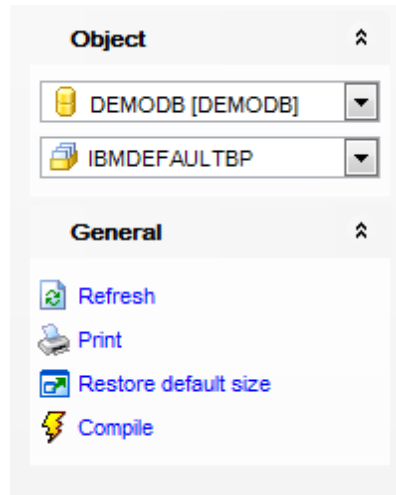 Object
DEMODB [DEMODB]
IBMDEFAULTBP
General
Refresh
Print
Restore default size
Compile